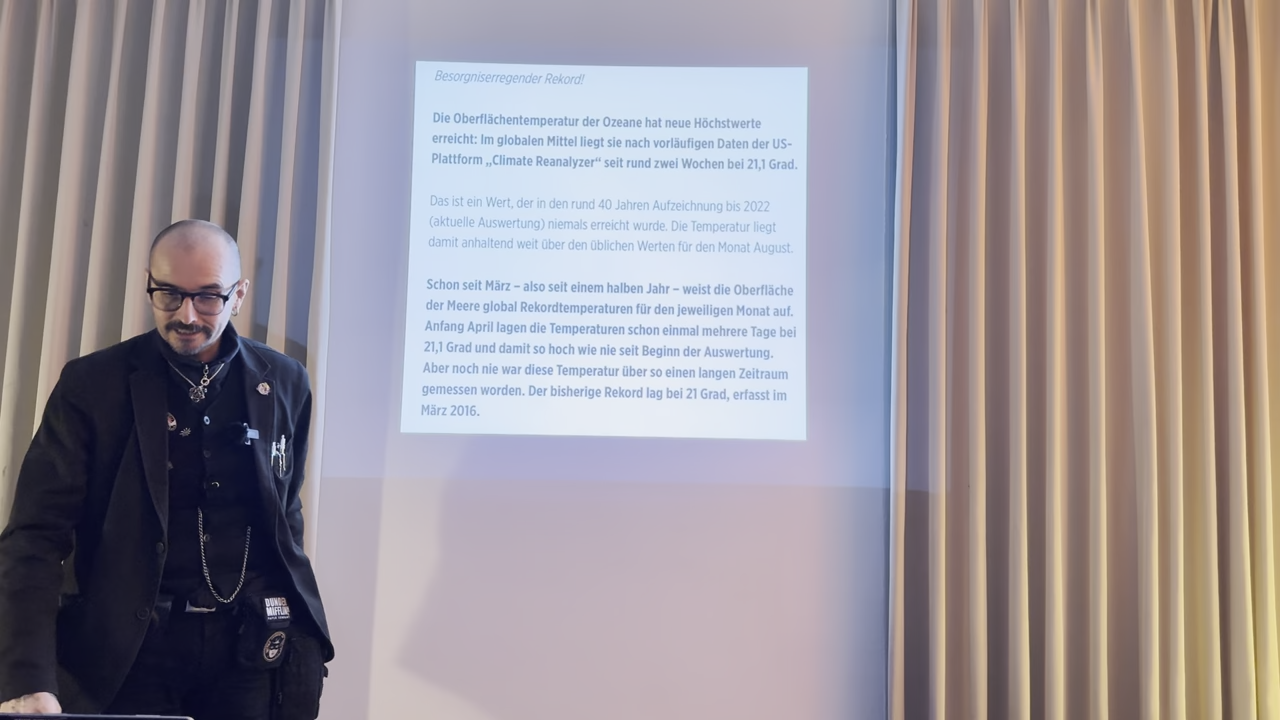 Besorgniserregender Rekord!
Die Oberflächentemperatur der Ozeane hat neue Höchstwerte
erreicht: Im globalen Mittel liegt sie nach vorläufigen Daten der US-
Plattform „Climate Reanalyzer“ seit rund zwei Wochen bei 21,1 Grad.
Das ist ein Wert, der in den rund 40 Jahren Aufzeichnung bis 2022
(aktuelle Auswertung) niemals erreicht wurde. Die Temperatur liegt
damit anhaltend weit über den üblichen Werten für den Monat August.
Schon seit März – also seit einem halben Jahr – weist die Oberfläche
der Meere global Rekordtemperaturen für den jeweiligen Monat auf.
Anfang April lagen die Temperaturen schon einmal mehrere Tage bei
21,1 Grad und damit so hoch wie nie seit Beginn der Auswertung.
Aber noch nie war diese Temperatur über so einen langen Zeitraum
gemessen worden. Der bisherige Rekord lag bei 21 Grad, erfasst im
März 2016.
DUNDER
MIFFLIN